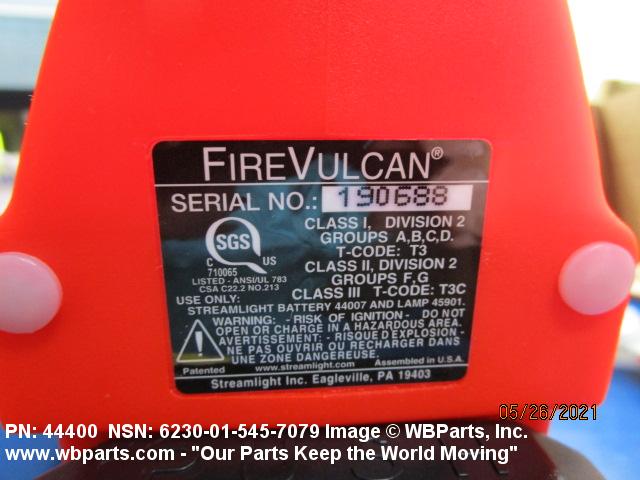 FIREVULCAN®
SERIAL NO.: 190688
SGS
C US
710065
LISTED - ANSI/UL 783
CSA C22.2 NO.213
CLASS I, DIVISION 2
GROUPS A,B,C,D.
T-CODE: T3
CLASS II, DIVISION 2
GROUPS F,G
CLASS III T-CODE: T3C
USE ONLY:
STREAMLIGHT BATTERY 44007 AND LAMP 45901.
WARNING: - RISK OF IGNITION - DO NOT
OPEN OR CHARGE IN A HAZARDOUS AREA.
AVERTISSEMENT: - RISQUE D'EXPLOSION -
NE PAS OUVRIR OU RECHARGER DANS
UNE ZONE DANGEREUSE.
Patented www.streamlight.com Assembled in U.S.A.
Streamlight Inc. Eagleville, PA 19403
05/26/2021
PN: 44400 NSN: 6230-01-545-7079 Image © WBParts, Inc.
www.wbparts.com - "Our Parts Keep the World Moving"